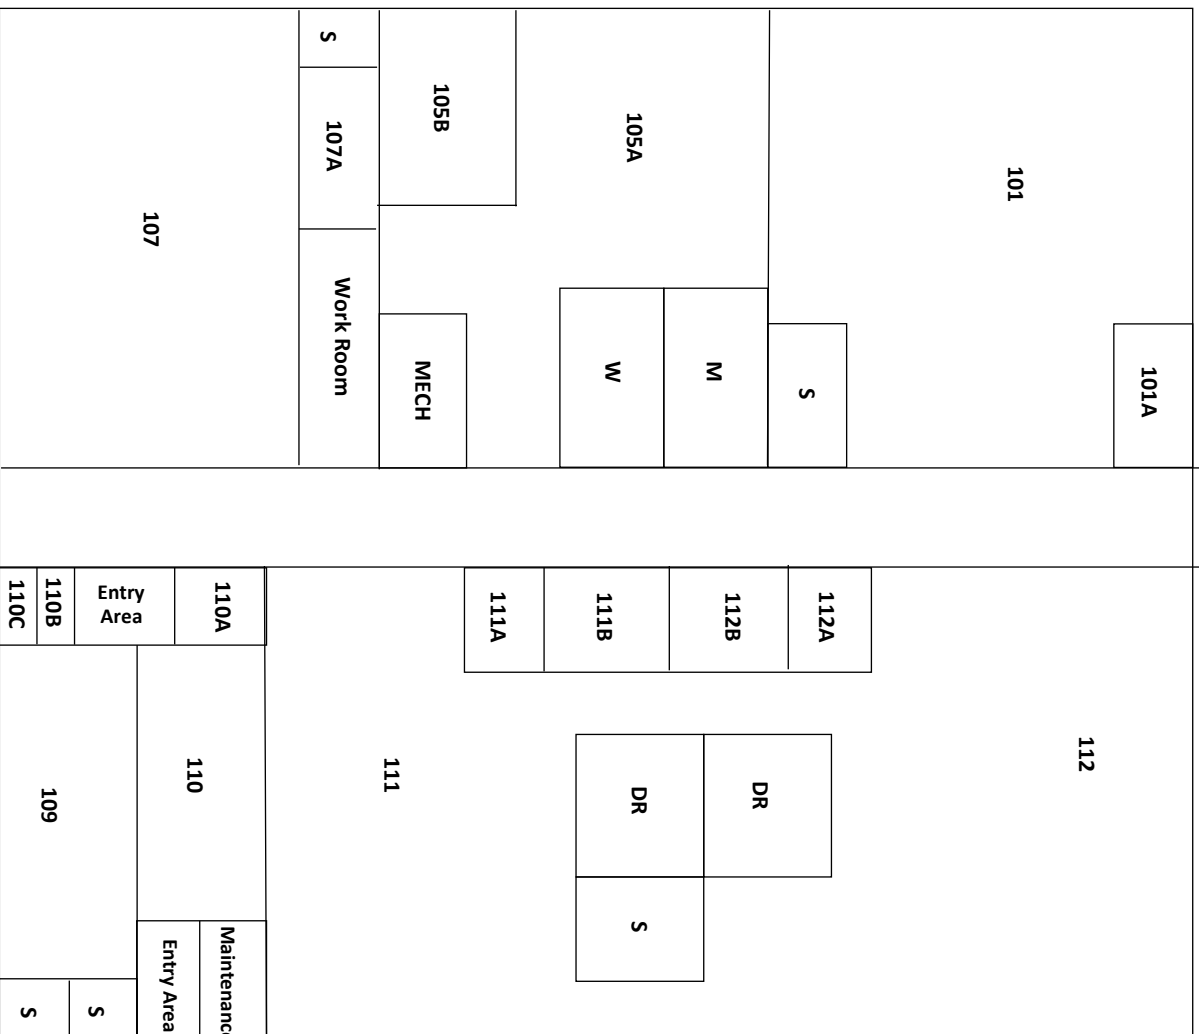 S
105B
105A
101
107A
107
Work Room
MECH
W
M
S
101A
110C
110B
Entry
Area
110A
111A
111B
112B
112A
109
110
111
DR
DR
112
S
Entry Area
Maintenance
S
S